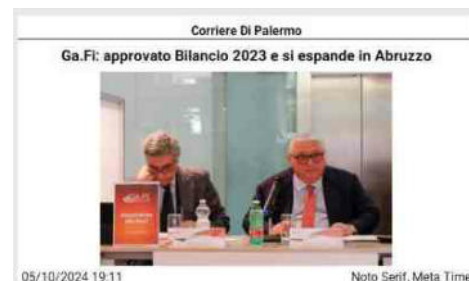 Corriere Di Palermo
Ga.Fi: approvato Bilancio 2023 e si espande in Abruzzo
05/10/2024 19:11
Noto Serif, Meta Time